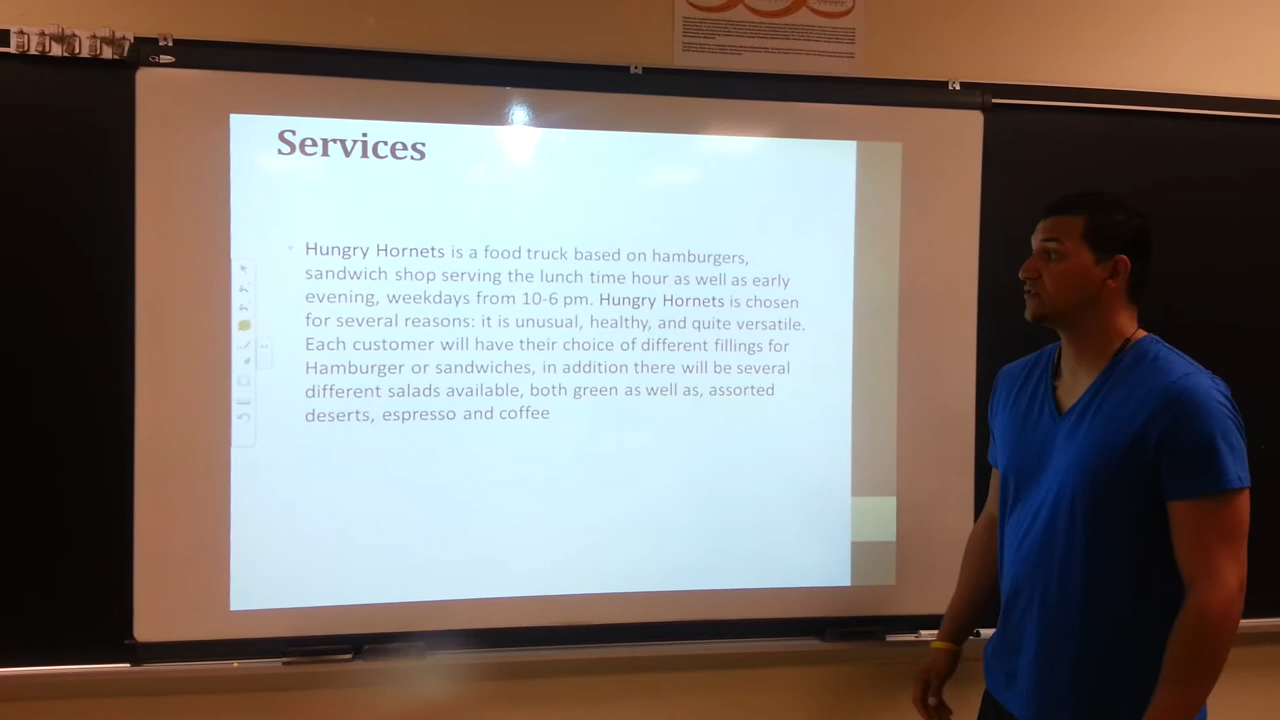 Services
Hungry Hornets is a food truck based on hamburgers,
sandwich shop serving the lunch time hour as well as early
evening, weekdays from 10-6 pm. Hungry Hornets is chosen
for several reasons: it is unusual, healthy, and quite versatile.
Each customer will have their choice of different fillings for
Hamburger or sandwiches, in addition there will be several
different salads available, both green as well as, assorted
deserts, espresso and coffee